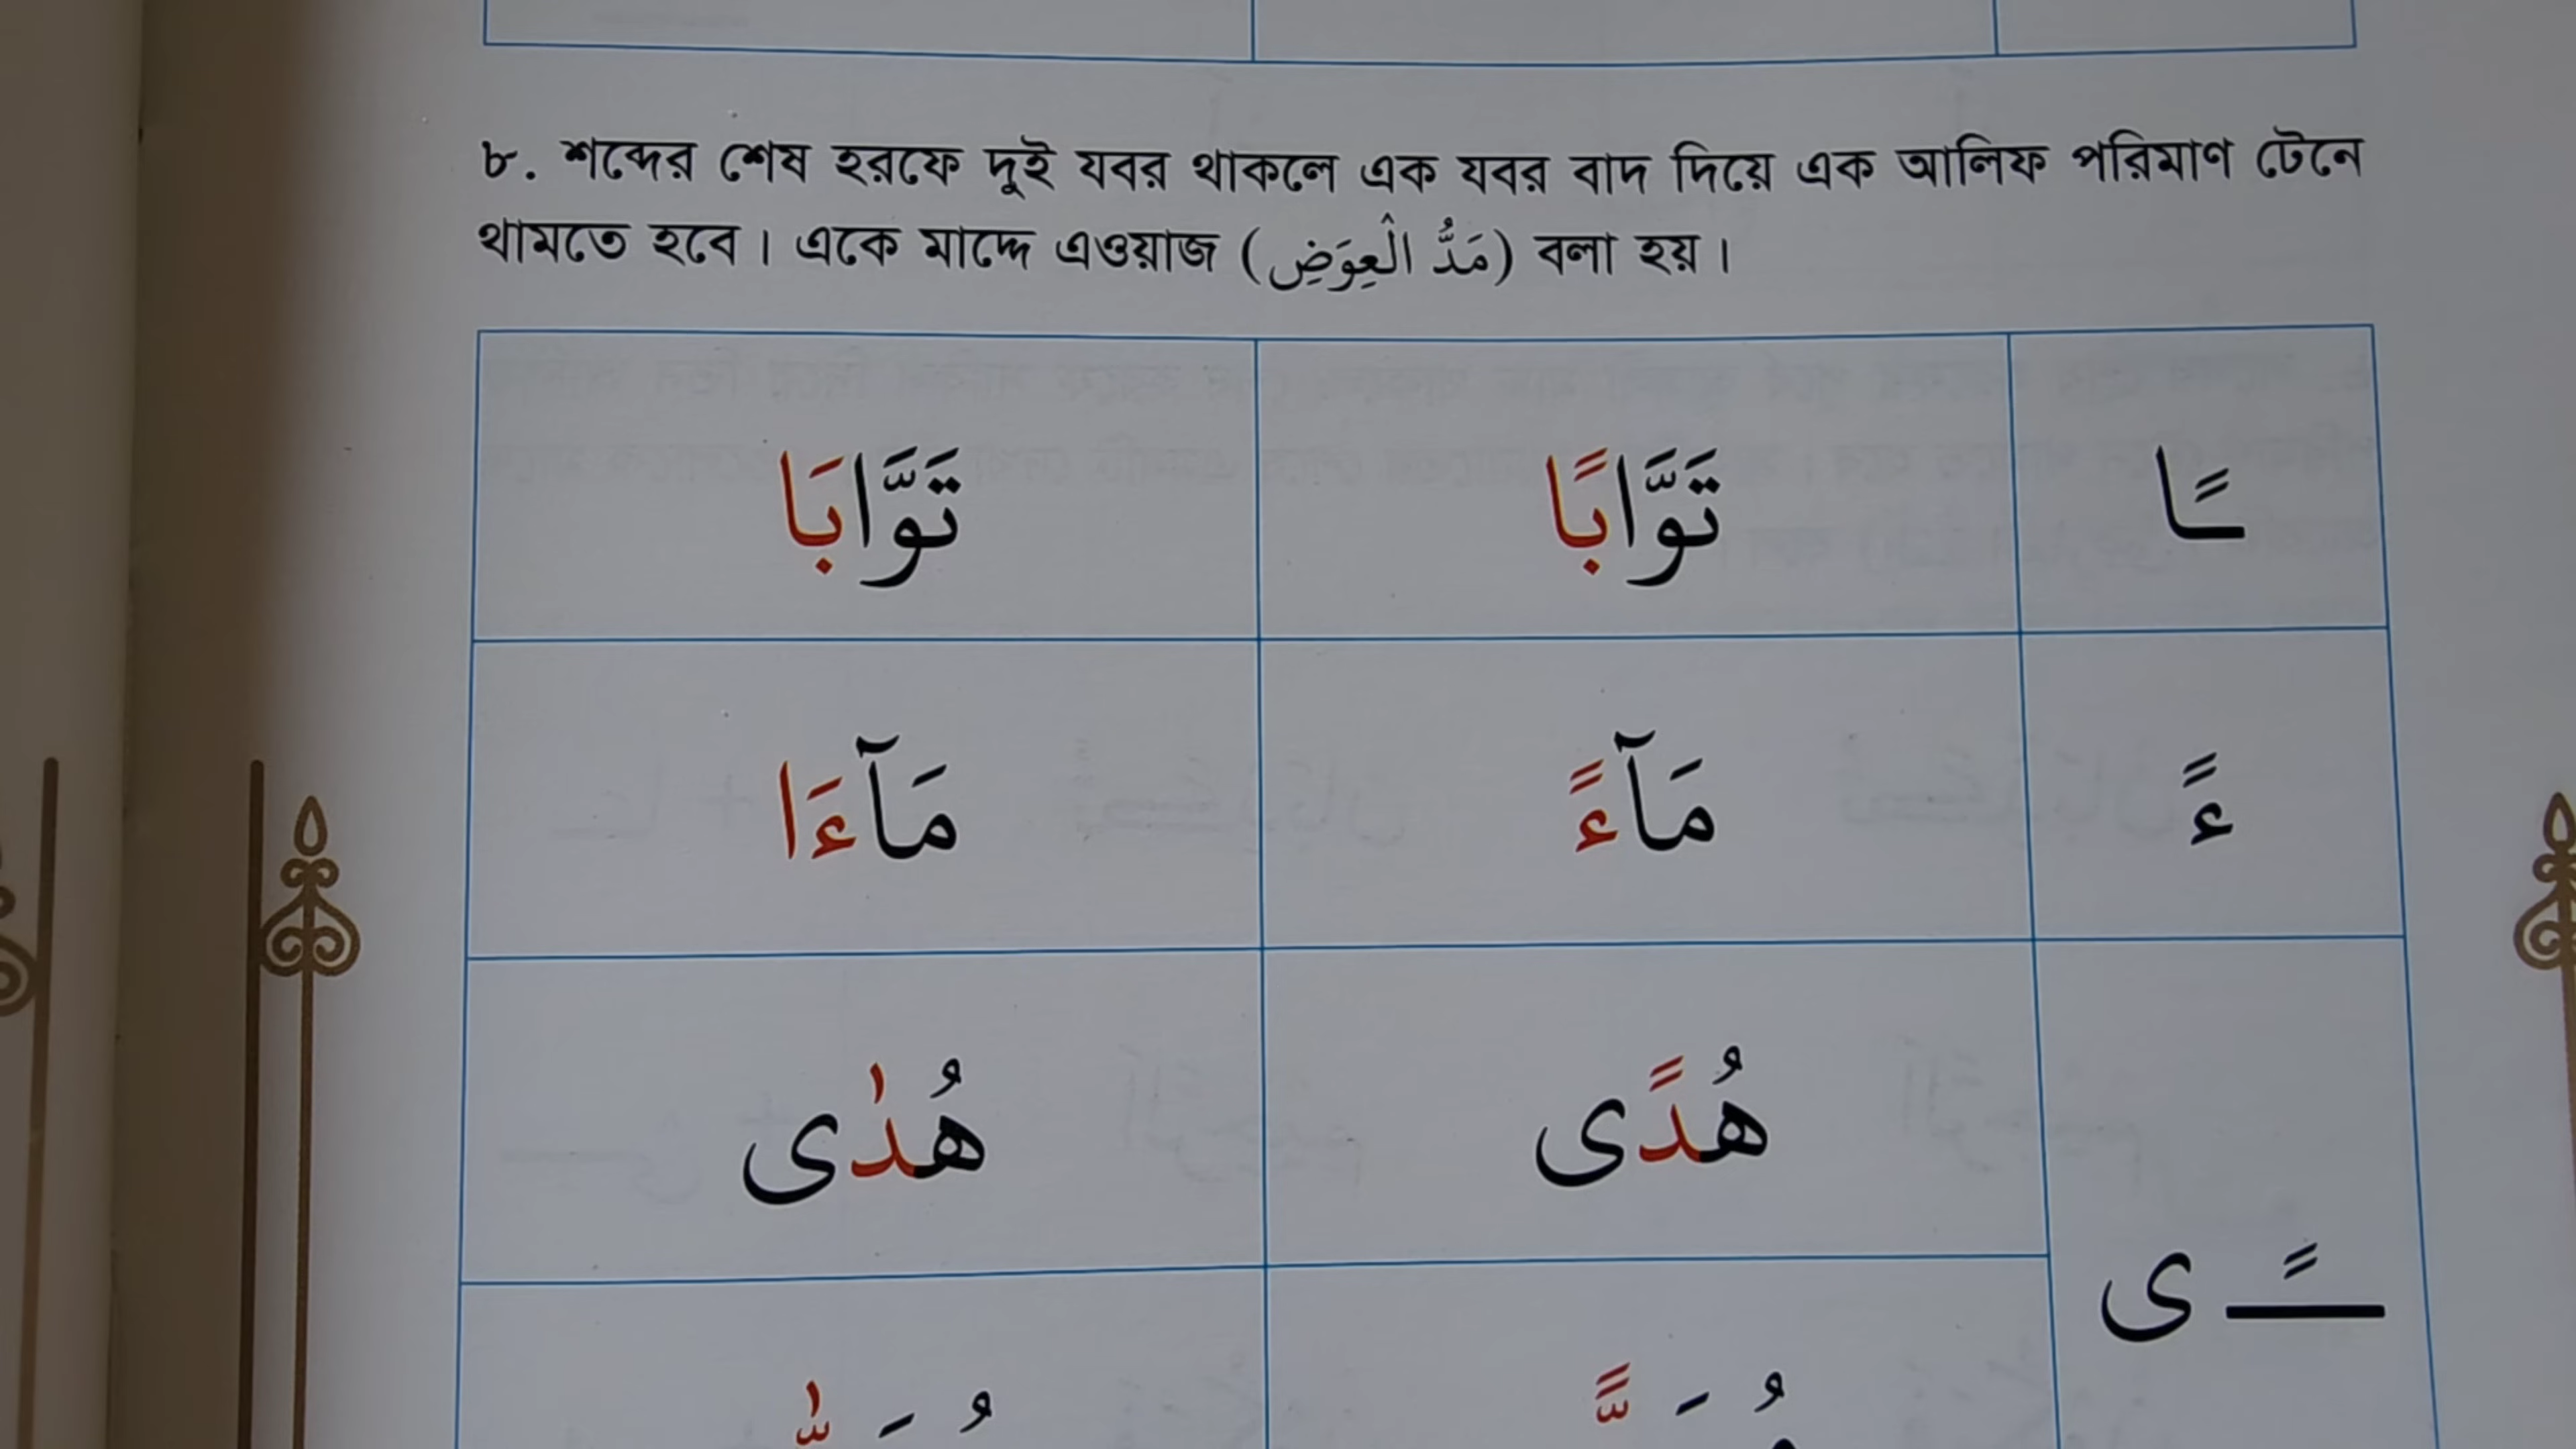 ৮. শব্দের শেষ হরফে দুই যবর থাকলে এক যবর বাদ দিয়ে এক আলিফ পরিমাণ টেনে
থামতে হবে। একে মাদ্দে এওয়াজ (مَدُّ الْعِوَضِ) বলা হয়।
ـًا تَوَّابًا تَوَّابَا
ءً مَآءً مَآءَا
هُدًى هُدٰى
ـًـ ى